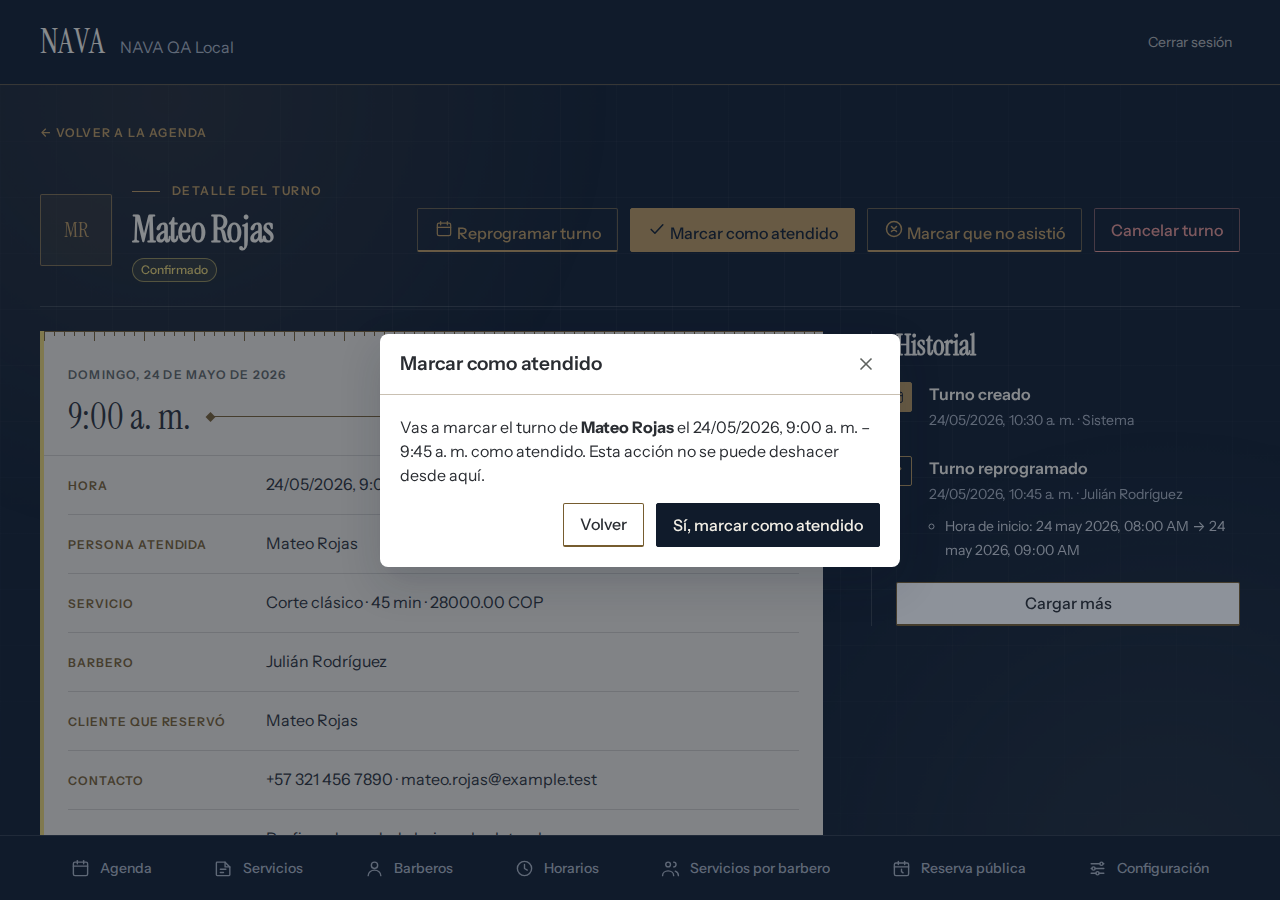 NAVA
NAVA QA Local
Cerrar sesión
← VOLVER A LA AGENDA
MR
DETALLE DEL TURNO
Mateo Rojas
Confirmado
Reprogramar turno
Marcar como atendido
Marcar que no asistió
Cancelar turno
DOMINGO, 24 DE MAYO DE 2026
9:00 a. m.
Marcar como atendido
Vas a marcar el turno de Mateo Rojas el 24/05/2026, 9:00 a. m. –
9:45 a. m. como atendido. Esta acción no se puede deshacer
desde aquí.
Volver
Sí, marcar como atendido
HORA
24/05/2026, 9:0
PERSONA ATENDIDA
Mateo Rojas
SERVICIO
Corte clásico · 45 min · 28000.00 COP
BARBERO
Julián Rodríguez
CLIENTE QUE RESERVÓ
Mateo Rojas
CONTACTO
+57 321 456 7890 · mateo.rojas@example.test
Historial
Turno creado
24/05/2026, 10:30 a. m. · Sistema
Turno reprogramado
24/05/2026, 10:45 a. m. · Julián Rodríguez
Hora de inicio: 24 may 2026, 08:00 AM → 24
may 2026, 09:00 AM
Cargar más
Agenda
Servicios
Barberos
Horarios
Servicios por barbero
Reserva pública
Configuración